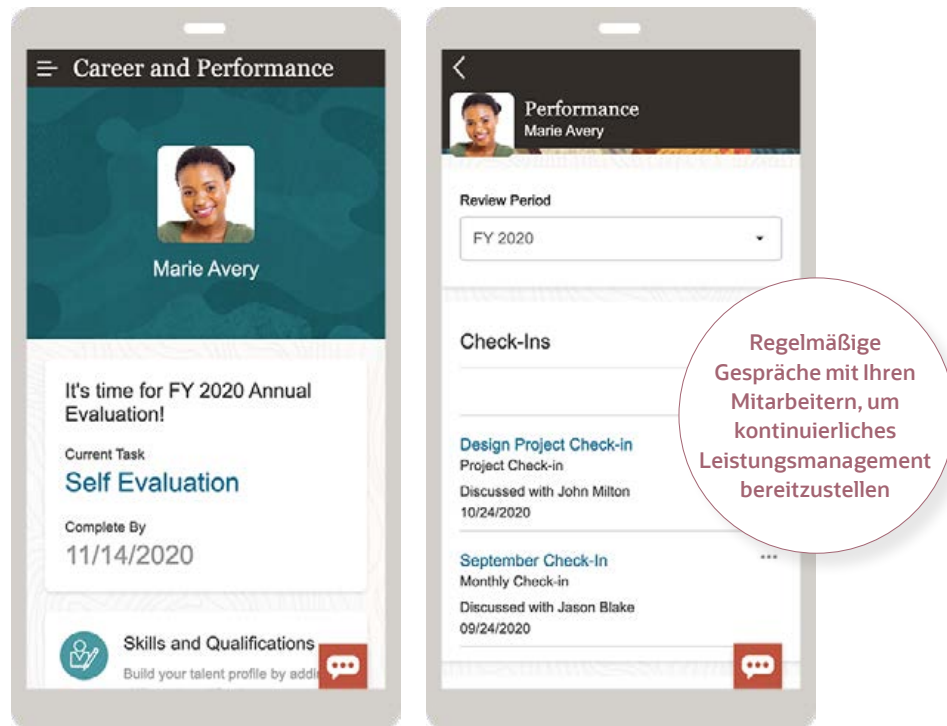 Career and Performance
Marie Avery
It's time for FY 2020 Annual
Evaluation!
Current Task
Self Evaluation
Complete By
11/14/2020
Skills and Qualifications
Build your talent profile by
Performance
Marie Avery
Review Period
FY 2020
Check-Ins
Design Project Check-in
Project Check-in
Discussed with John Milton
10/24/2020
September Check-In
Monthly Check-in
Discussed with Jason Blake
09/24/2020
Regelmäßige
Gespräche mit Ihren
Mitarbeitern, um
kontinuierliches
Leistungsmanagement
bereitzustellen